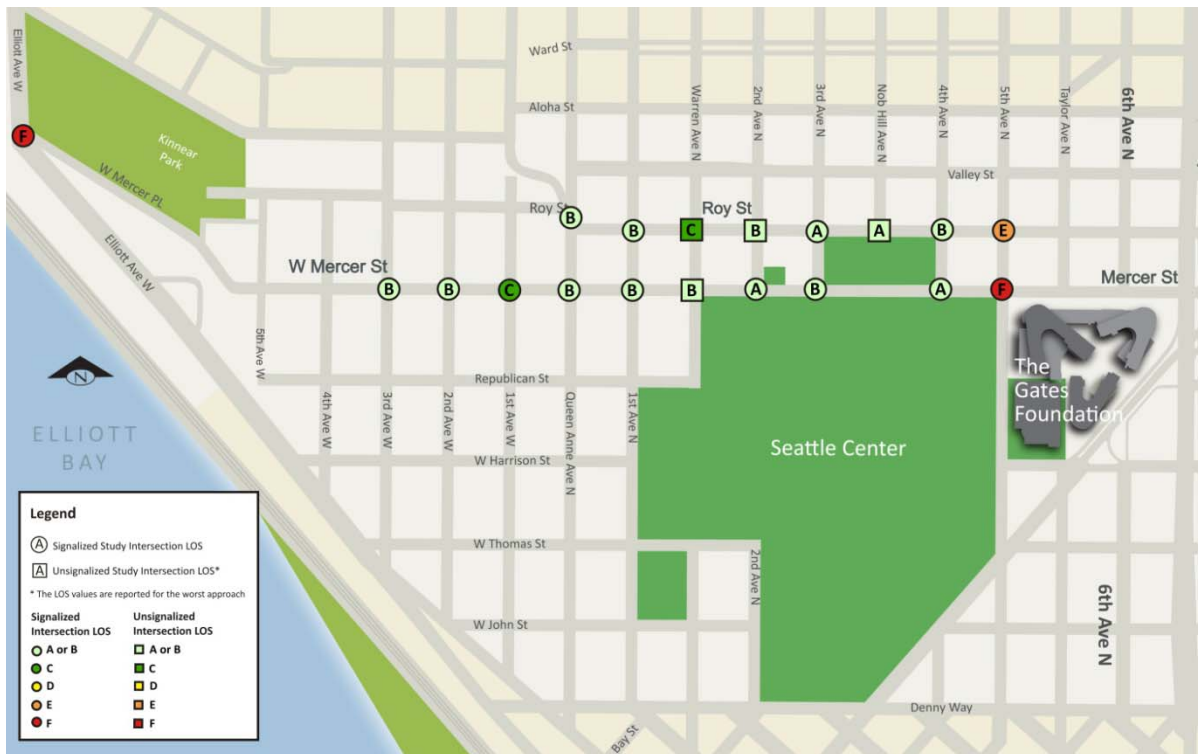 Elliott Ave W
Ward St
Aloha St
Warren Ave N
2nd Ave N
3rd Ave N
Nob Hill Ave N
4th Ave N
5th Ave N
Taylor Ave N
6th Ave N
F
Kinnear
Park
W Mercer PL
Valley St
Roy St
B
Roy St
B
C
B
A
A
B
E
Elliott Ave W
W Mercer St
Mercer St
B
B
C
B
B
B
A
B
A
F
5th Ave W
4th Ave W
3rd Ave W
2nd Ave W
1st Ave W
Queen Anne Ave N
1st Ave N
Republican St
The
Gates
Foundation
N
ELLIOTT
BAY
Seattle Center
W Harrison St
W Thomas St
2nd Ave N
W John St
6th Ave N
Denny Way
Bay St
Legend
A Signalized Study Intersection LOS
A Unsignalized Study Intersection LOS*
* The LOS values are reported for the worst approach
Signalized Unsignalized
Intersection LOS Intersection LOS
A or B A or B
C C
D D
E E
F F